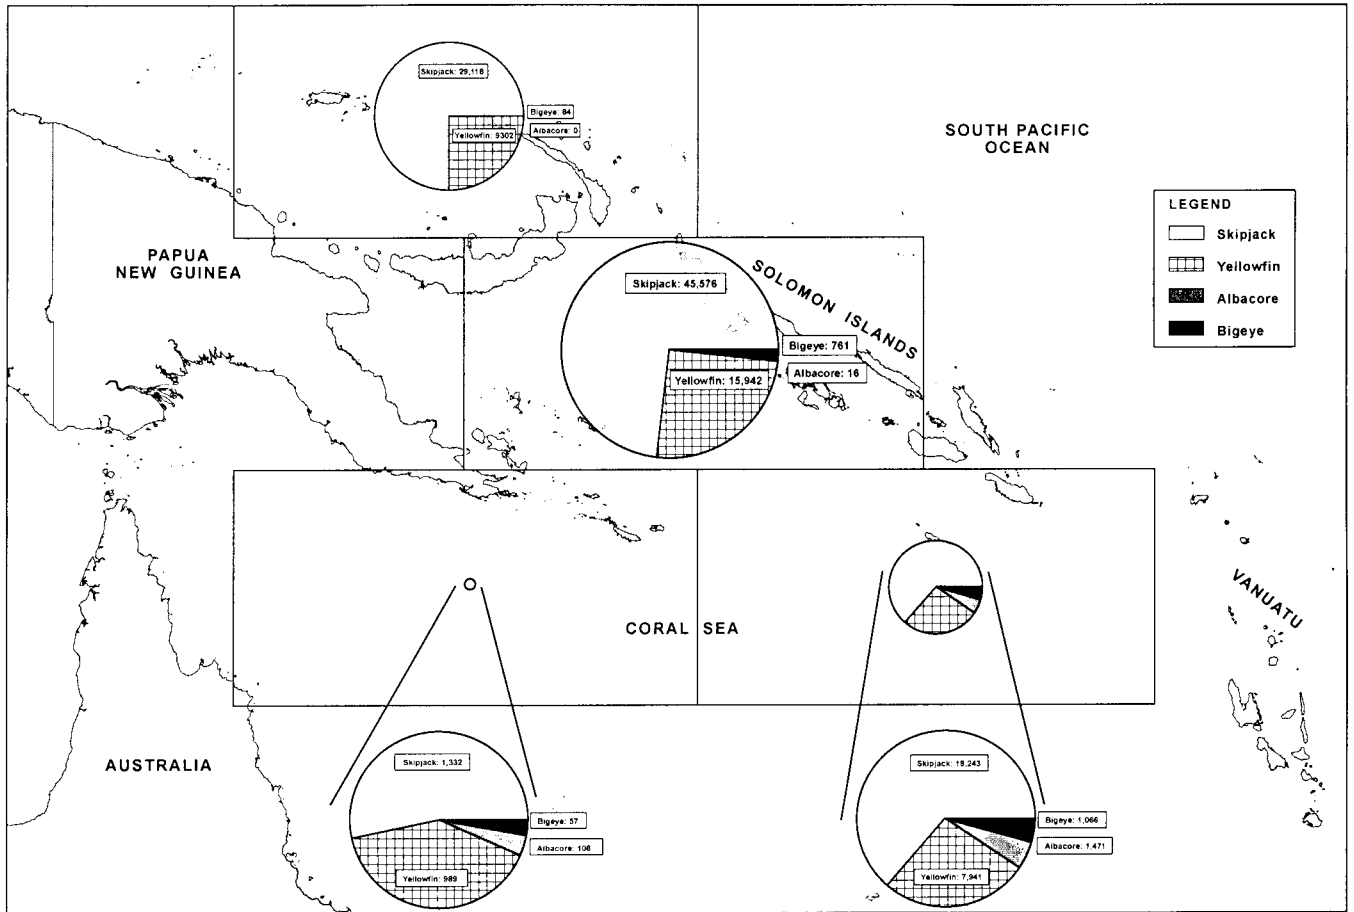 Skipjack: 29,118
Bigeye: 84
Albacore: 0
Yellowfin: 9302
SOUTH PACIFIC
OCEAN
LEGEND
Skipjack
Yellowfin
Albacore
Bigeye
PAPUA
NEW GUINEA
SOLOMON ISLANDS
Skipjack: 45,576
Bigeye: 761
Albacore: 16
Yellowfin: 15,942
CORAL SEA
VANUATU
AUSTRALIA
Skipjack: 1,332
Bigeye: 57
Albacore: 108
Yellowfin: 989
Skipjack: 18,243
Bigeye: 1,066
Albacore: 1,471
Yellowfin: 7,941